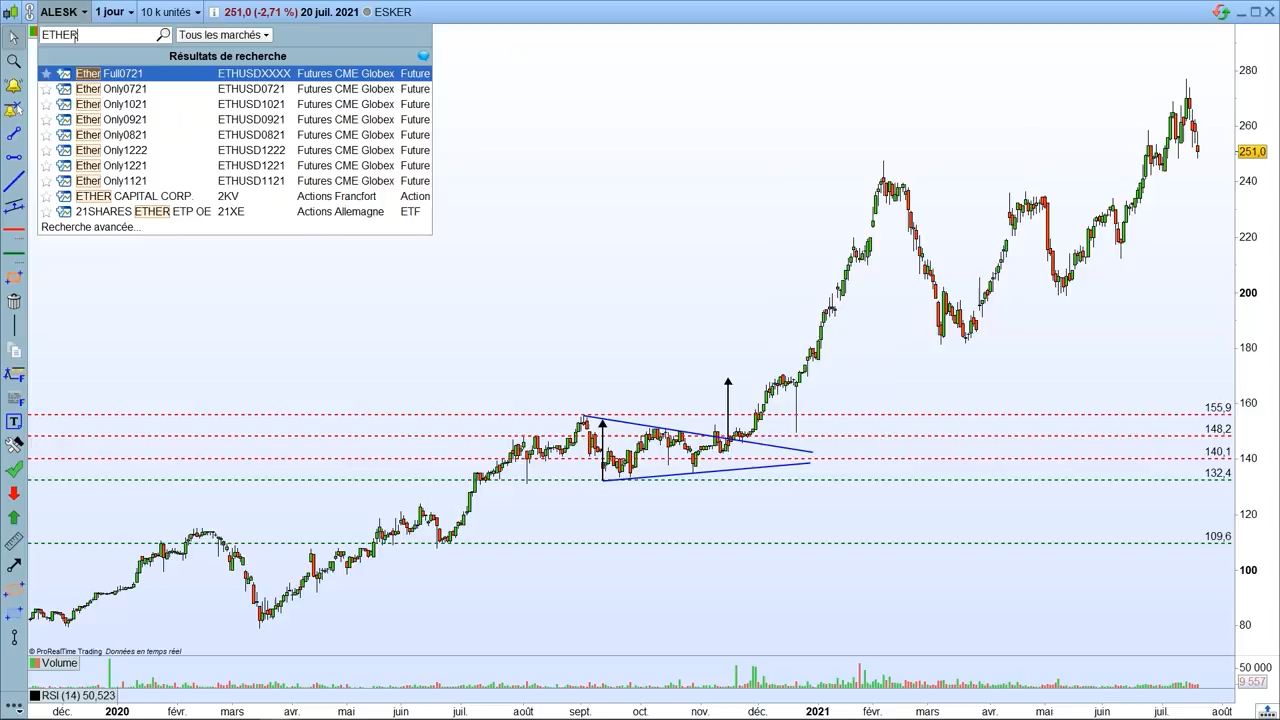 ALESK 1 jour 10 k unités 251,0 (-2,71 %) 20 juil. 2021 ESKER
ETHER Tous les marchés
Résultats de recherche
Ether Full0721 ETHUSDXXXX Futures CME Globex Future
Ether Only0721 ETHUSD0721 Futures CME Globex Future
Ether Only1021 ETHUSD1021 Futures CME Globex Future
Ether Only0921 ETHUSD0921 Futures CME Globex Future
Ether Only0821 ETHUSD0821 Futures CME Globex Future
Ether Only1222 ETHUSD1222 Futures CME Globex Future
Ether Only1221 ETHUSD1221 Futures CME Globex Future
Ether Only1121 ETHUSD1121 Futures CME Globex Future
ETHER CAPITAL CORP. 2KV Actions Francfort Action
21SHARES ETHER ETP OE 21XE Actions Allemagne ETF
Recherche avancée...
280
260
251,0
240
220
200
180
160
155,9
148,2
140,1
140
132,4
120
109,6
100
80
© ProRealTime Trading Données en temps réel
Volume
50 000
9 557
RSI (14) 50,523
déc. 2020 févr. mars avr. mai juin juil. août sept. oct. nov. déc. 2021 févr. mars avr. mai juin juil. août